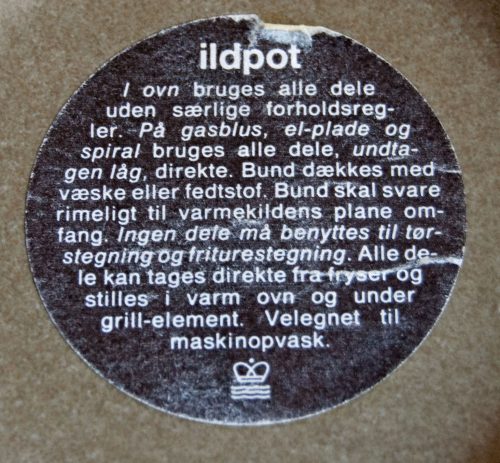 ildpot
I ovn bruges alle dele
uden særlige forholdsreg-
ler. På gasblus, el-plade og
spiral bruges alle dele, undta-
gen låg, direkte. Bund dækkes med
væske eller fedtstof. Bund skal svare
rimeligt til varmekildens plane om-
fang. Ingen dele må benyttes til tør-
stegning og friturestegning. Alle de-
le kan tages direkte fra fryser og
stilles i varm ovn og under
grill-element. Velegnet til
maskinopvask.